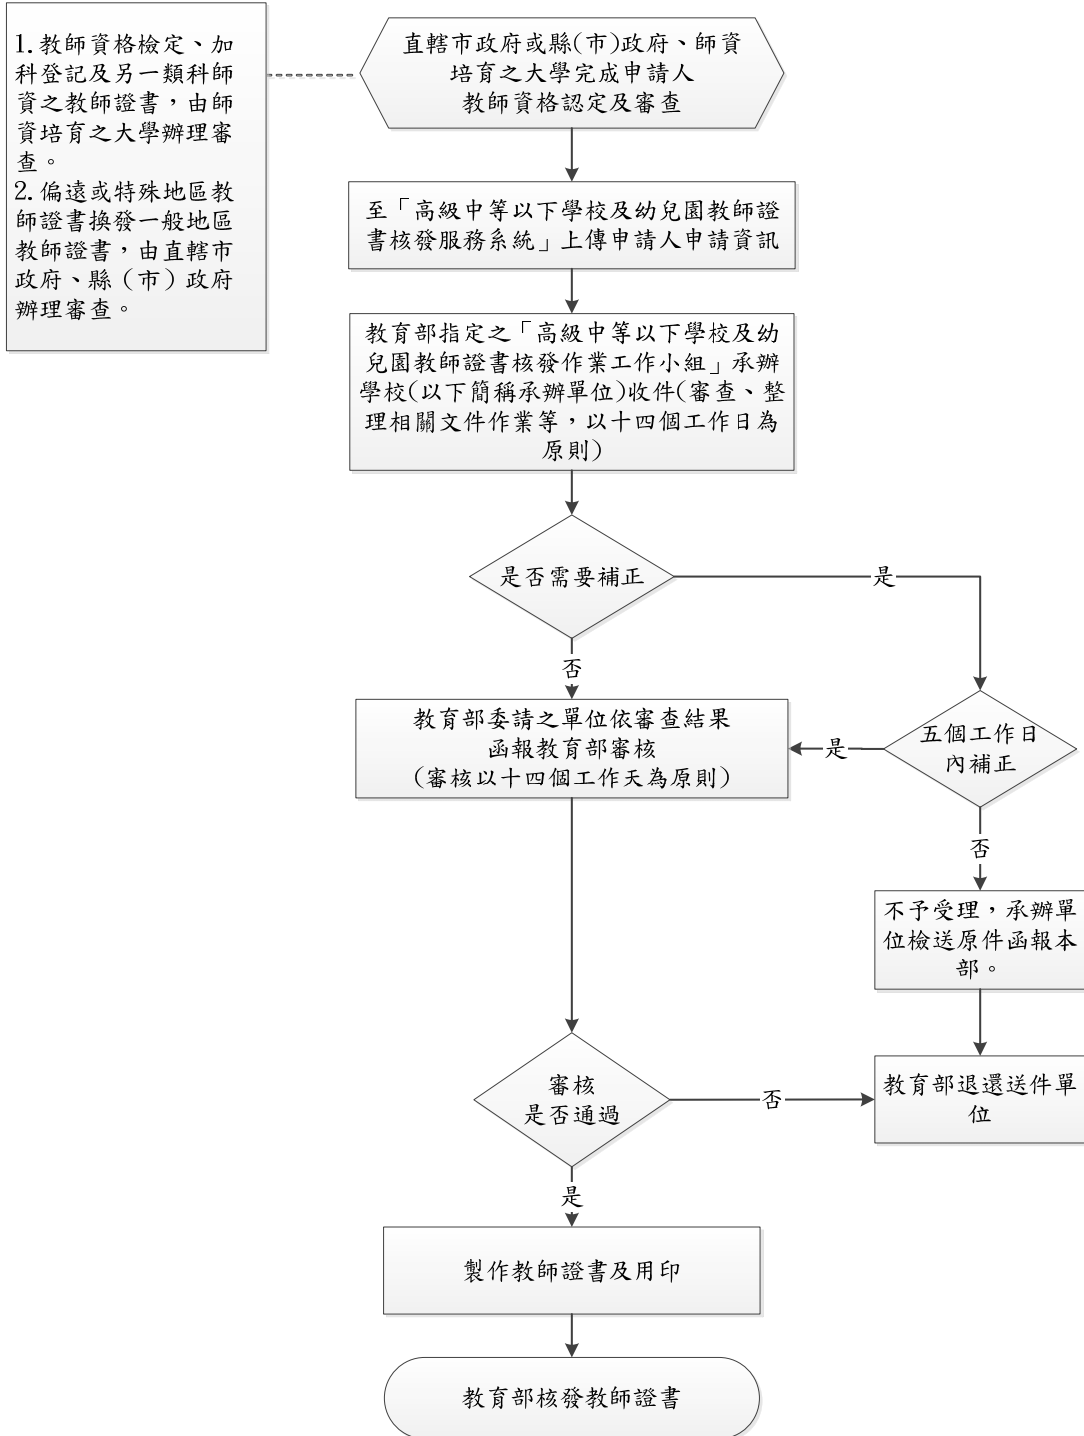 1.教師資格檢定、加
科登記及另一類科師
資之教師證書，由師
資培育之大學辦理審
查。
2.偏遠或特殊地區教
師證書換發一般地區
教師證書，由直轄市
政府、縣（市）政府
辦理審查。
直轄市政府或縣(市)政府、師資
培育之大學完成申請人
教師資格認定及審查
至「高級中等以下學校及幼兒園教師證
書核發服務系統」上傳申請人申請資訊
教育部指定之「高級中等以下學校及幼
兒園教師證書核發作業工作小組」承辦
學校(以下簡稱承辦單位)收件(審查、整
理相關文件作業等，以十四個工作日為
原則)
是否需要補正
是
否
教育部委請之單位依審查結果
函報教育部審核
(審核以十四個工作天為原則)
是
五個工作日
內補正
否
不予受理，承辦單
位檢送原件函報本
部。
審核
是否通過
否
教育部退還送件單
位
是
製作教師證書及用印
教育部核發教師證書